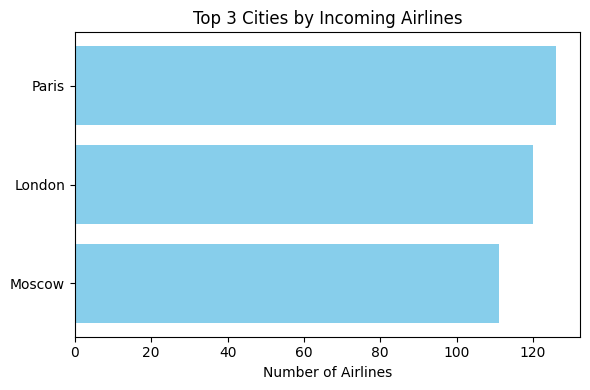 Top 3 Cities by Incoming Airlines
Paris
London
Moscow
0 20 40 60 80 100 120
Number of Airlines